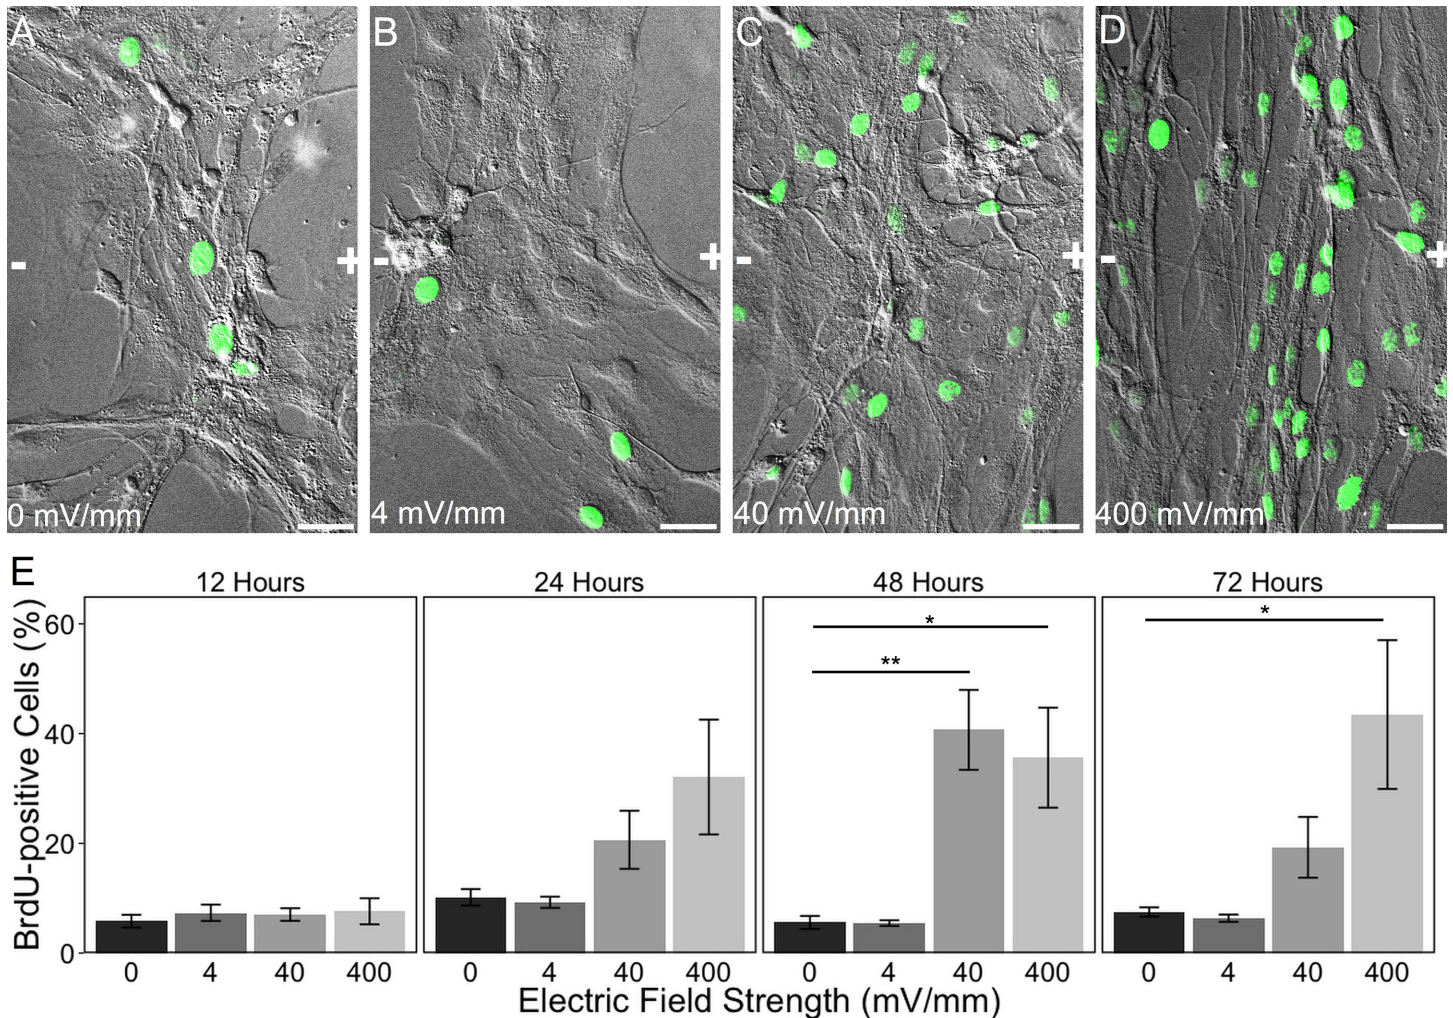 A
B
C
D
-
+
-
+
-
+
-
+
0 mV/mm
4 mV/mm
40 mV/mm
400 mV/mm
E
12 Hours
24 Hours
48 Hours
72 Hours
BrdU-positive Cells (%)
60
40
20
0
*
**
*
0 4 40 400
0 4 40 400
0 4 40 400
0 4 40 400
Electric Field Strength (mV/mm)